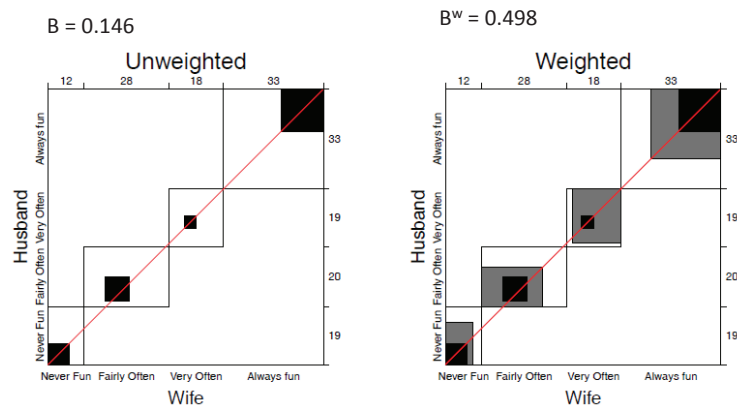 B = 0.146
Unweighted
12 28 18 33
Always fun
33
Very Often
19
Fairly Often
20
Never Fun
19
Husband
Never Fun Fairly Often Very Often Always fun
Wife
Bʷ = 0.498
Weighted
12 28 18 33
Always fun
33
Very Often
19
Fairly Often
20
Never Fun
19
Husband
Never Fun Fairly Often Very Often Always fun
Wife